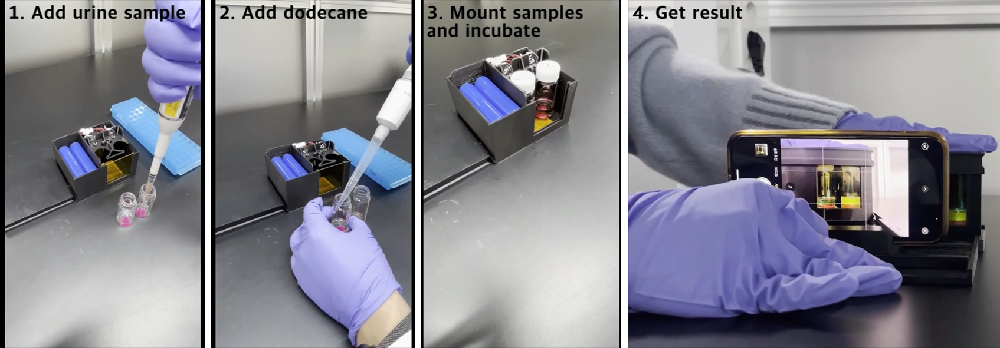 1. Add urine sample
2. Add dodecane
3. Mount samples
and incubate
4. Get result